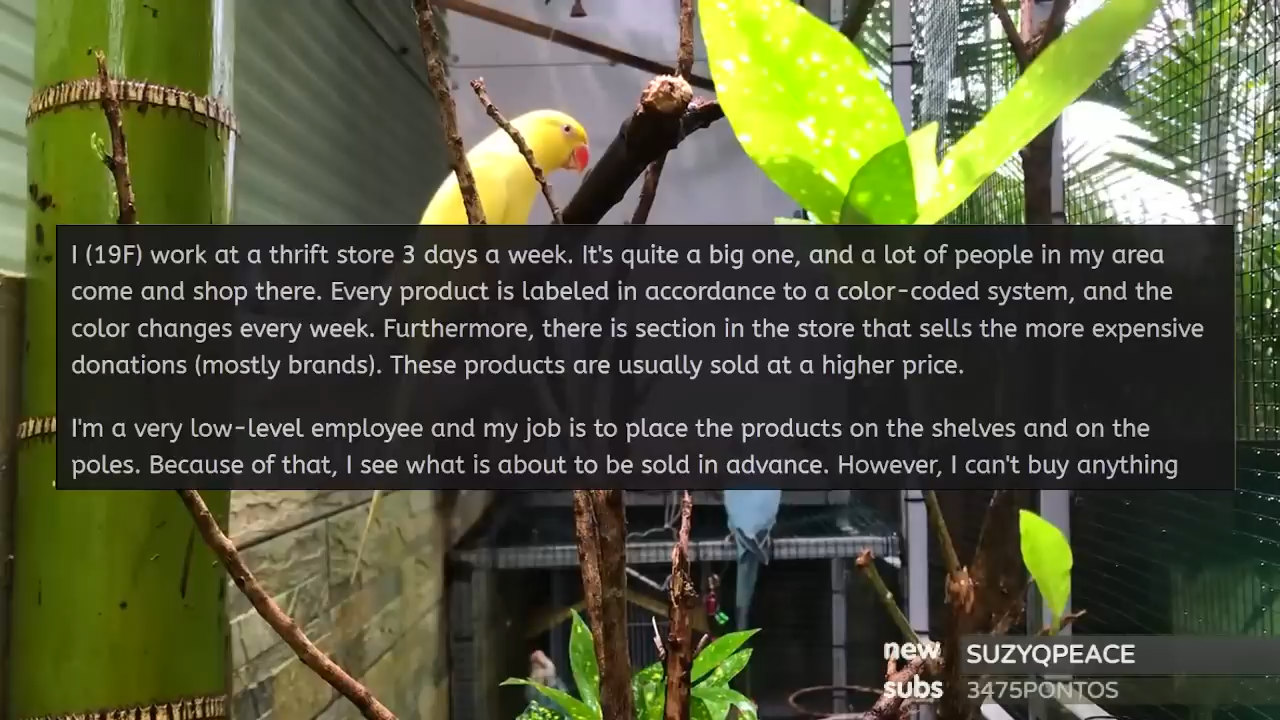 I (19F) work at a thrift store 3 days a week. It's quite a big one, and a lot of people in my area
come and shop there. Every product is labeled in accordance to a color-coded system, and the
color changes every week. Furthermore, there is section in the store that sells the more expensive
donations (mostly brands). These products are usually sold at a higher price.
I'm a very low-level employee and my job is to place the products on the shelves and on the
poles. Because of that, I see what is about to be sold in advance. However, I can't buy anything
new SUZYQPEACE
subs 3475PONTOS